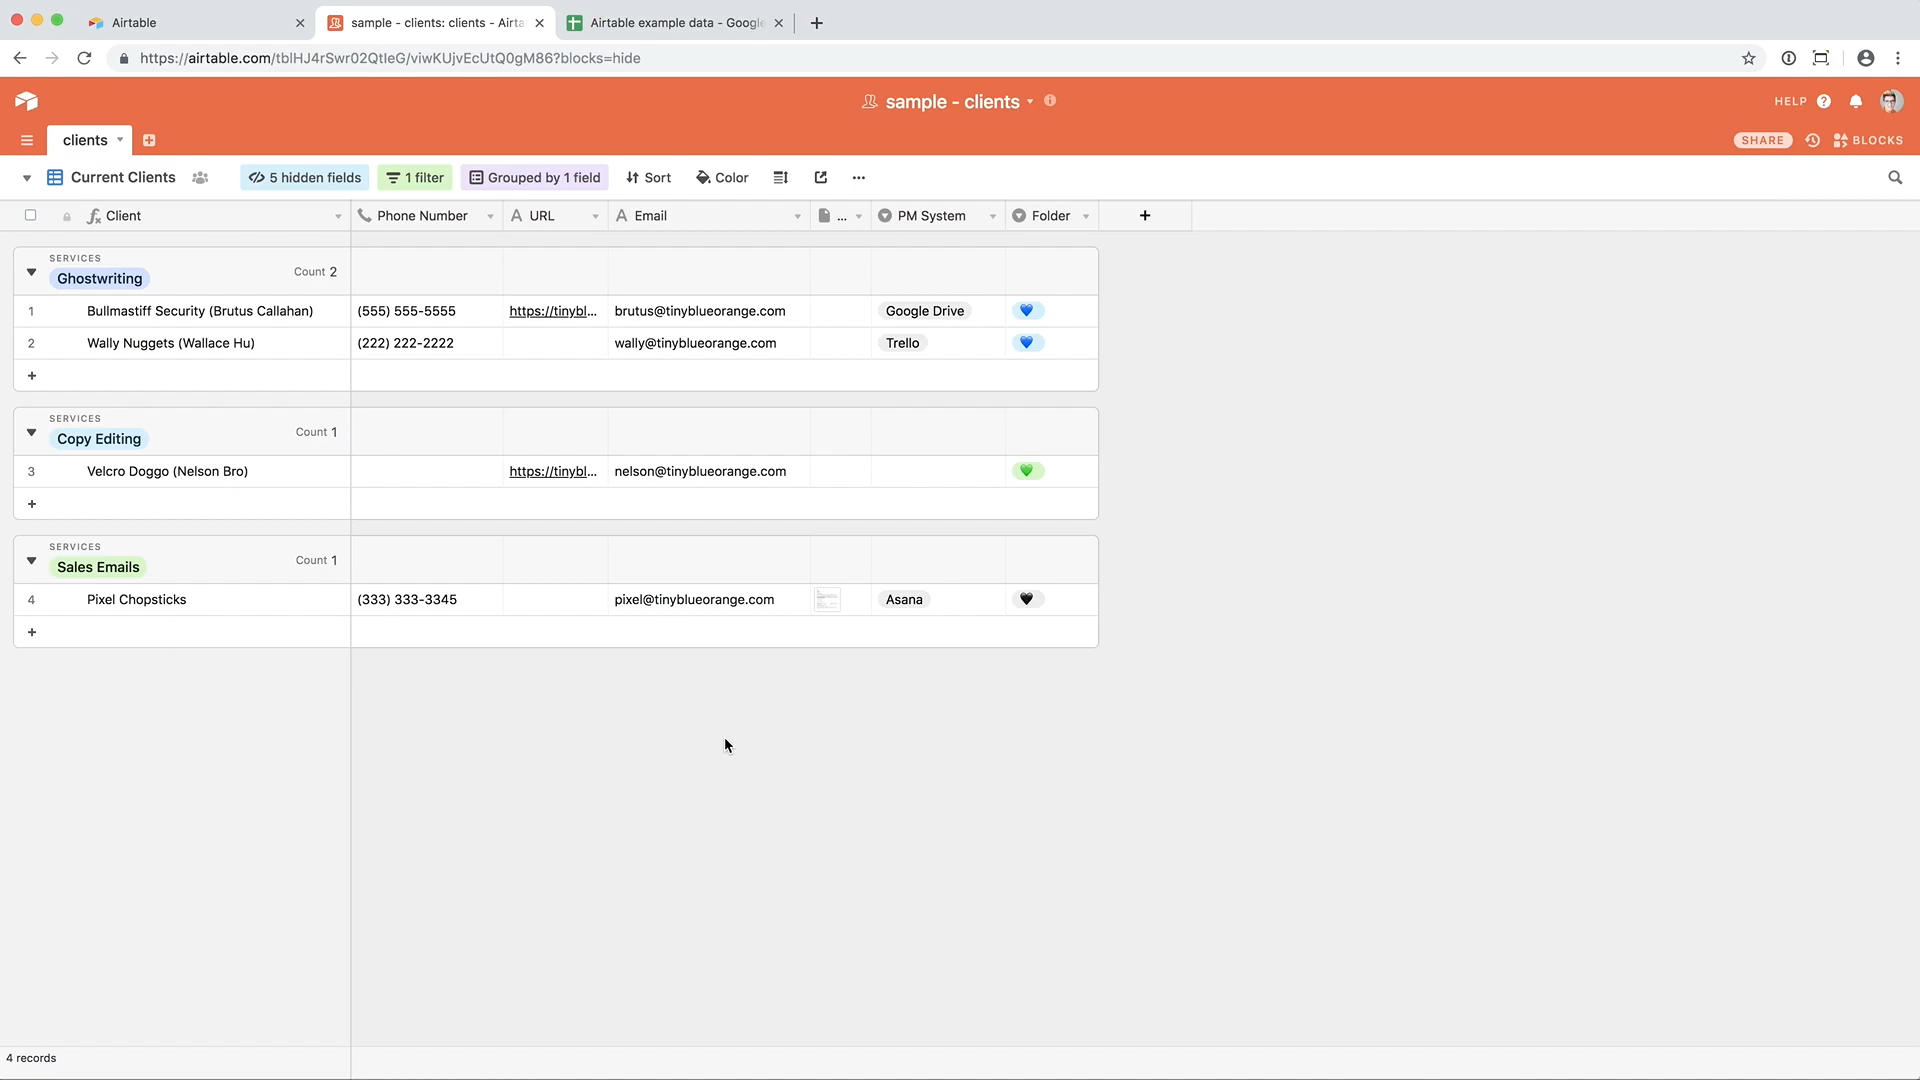 Airtable
sample - clients: clients - Airta
Airtable example data - Google
https://airtable.com/tblHJ4rSwr02QtIeG/viwKUjvEcUtQ0gM86?blocks=hide
sample - clients
HELP
clients
SHARE
BLOCKS
Current Clients
5 hidden fields
1 filter
Grouped by 1 field
Sort
Color
Client
Phone Number
URL
Email
...
PM System
Folder
SERVICES
Ghostwriting
Count 2
1 Bullmastiff Security (Brutus Callahan) (555) 555-5555 https://tinybl... brutus@tinyblueorange.com Google Drive
2 Wally Nuggets (Wallace Hu) (222) 222-2222 wally@tinyblueorange.com Trello
SERVICES
Copy Editing
Count 1
3 Velcro Doggo (Nelson Bro) https://tinybl... nelson@tinyblueorange.com
SERVICES
Sales Emails
Count 1
4 Pixel Chopsticks (333) 333-3345 pixel@tinyblueorange.com Asana
4 records